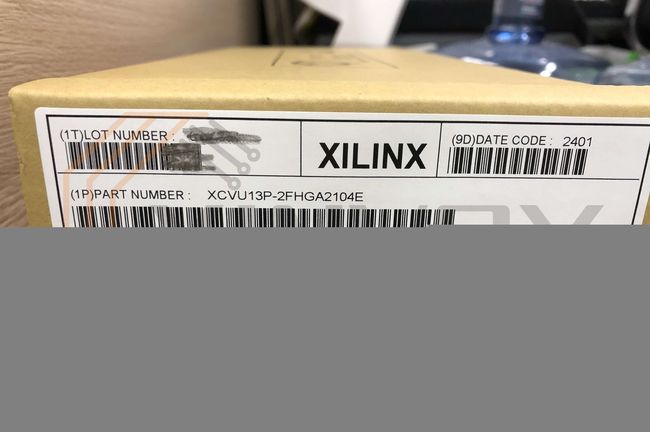 (1T)LOT NUMBER :
XILINX
(9D)DATE CODE : 2401
(1P)PART NUMBER : XCVU13P-2FHGA2104E